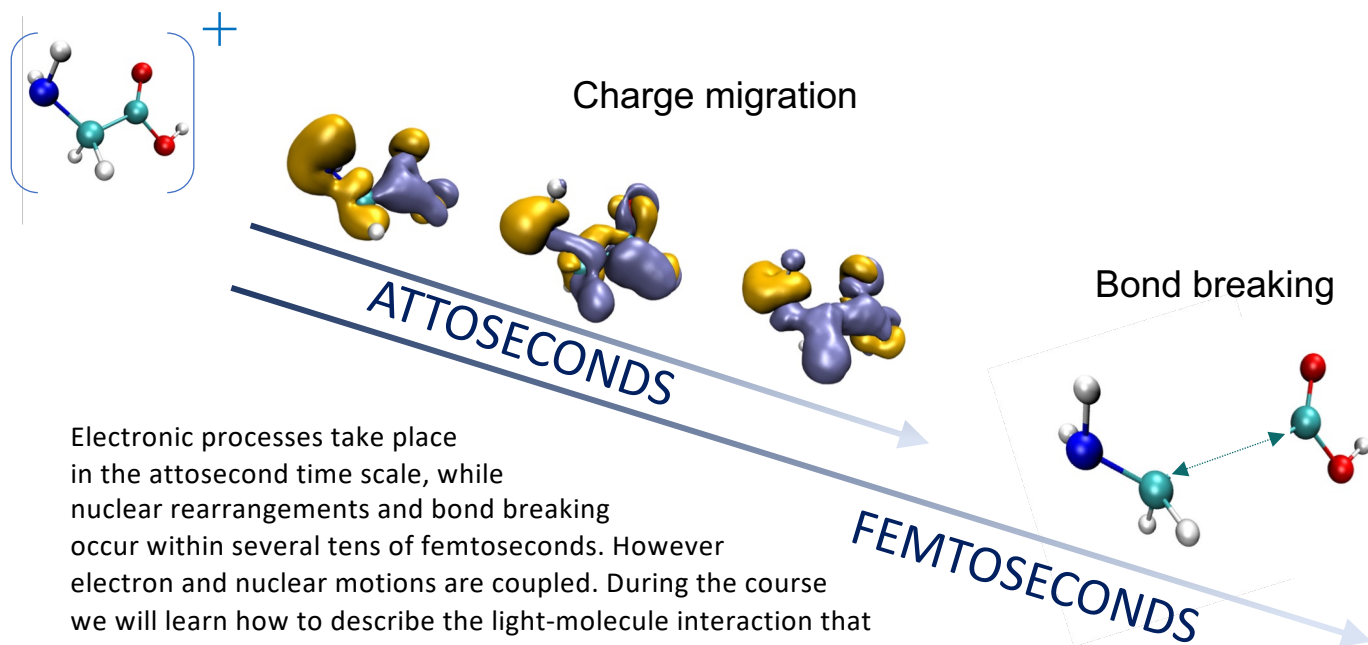 +
Charge migration
ATTOSECONDS
Bond breaking
FEMTOSECONDS
Electronic processes take place
in the attosecond time scale, while
nuclear rearrangements and bond breaking
occur within several tens of femtoseconds. However
electron and nuclear motions are coupled. During the course
we will learn how to describe the light-molecule interaction that